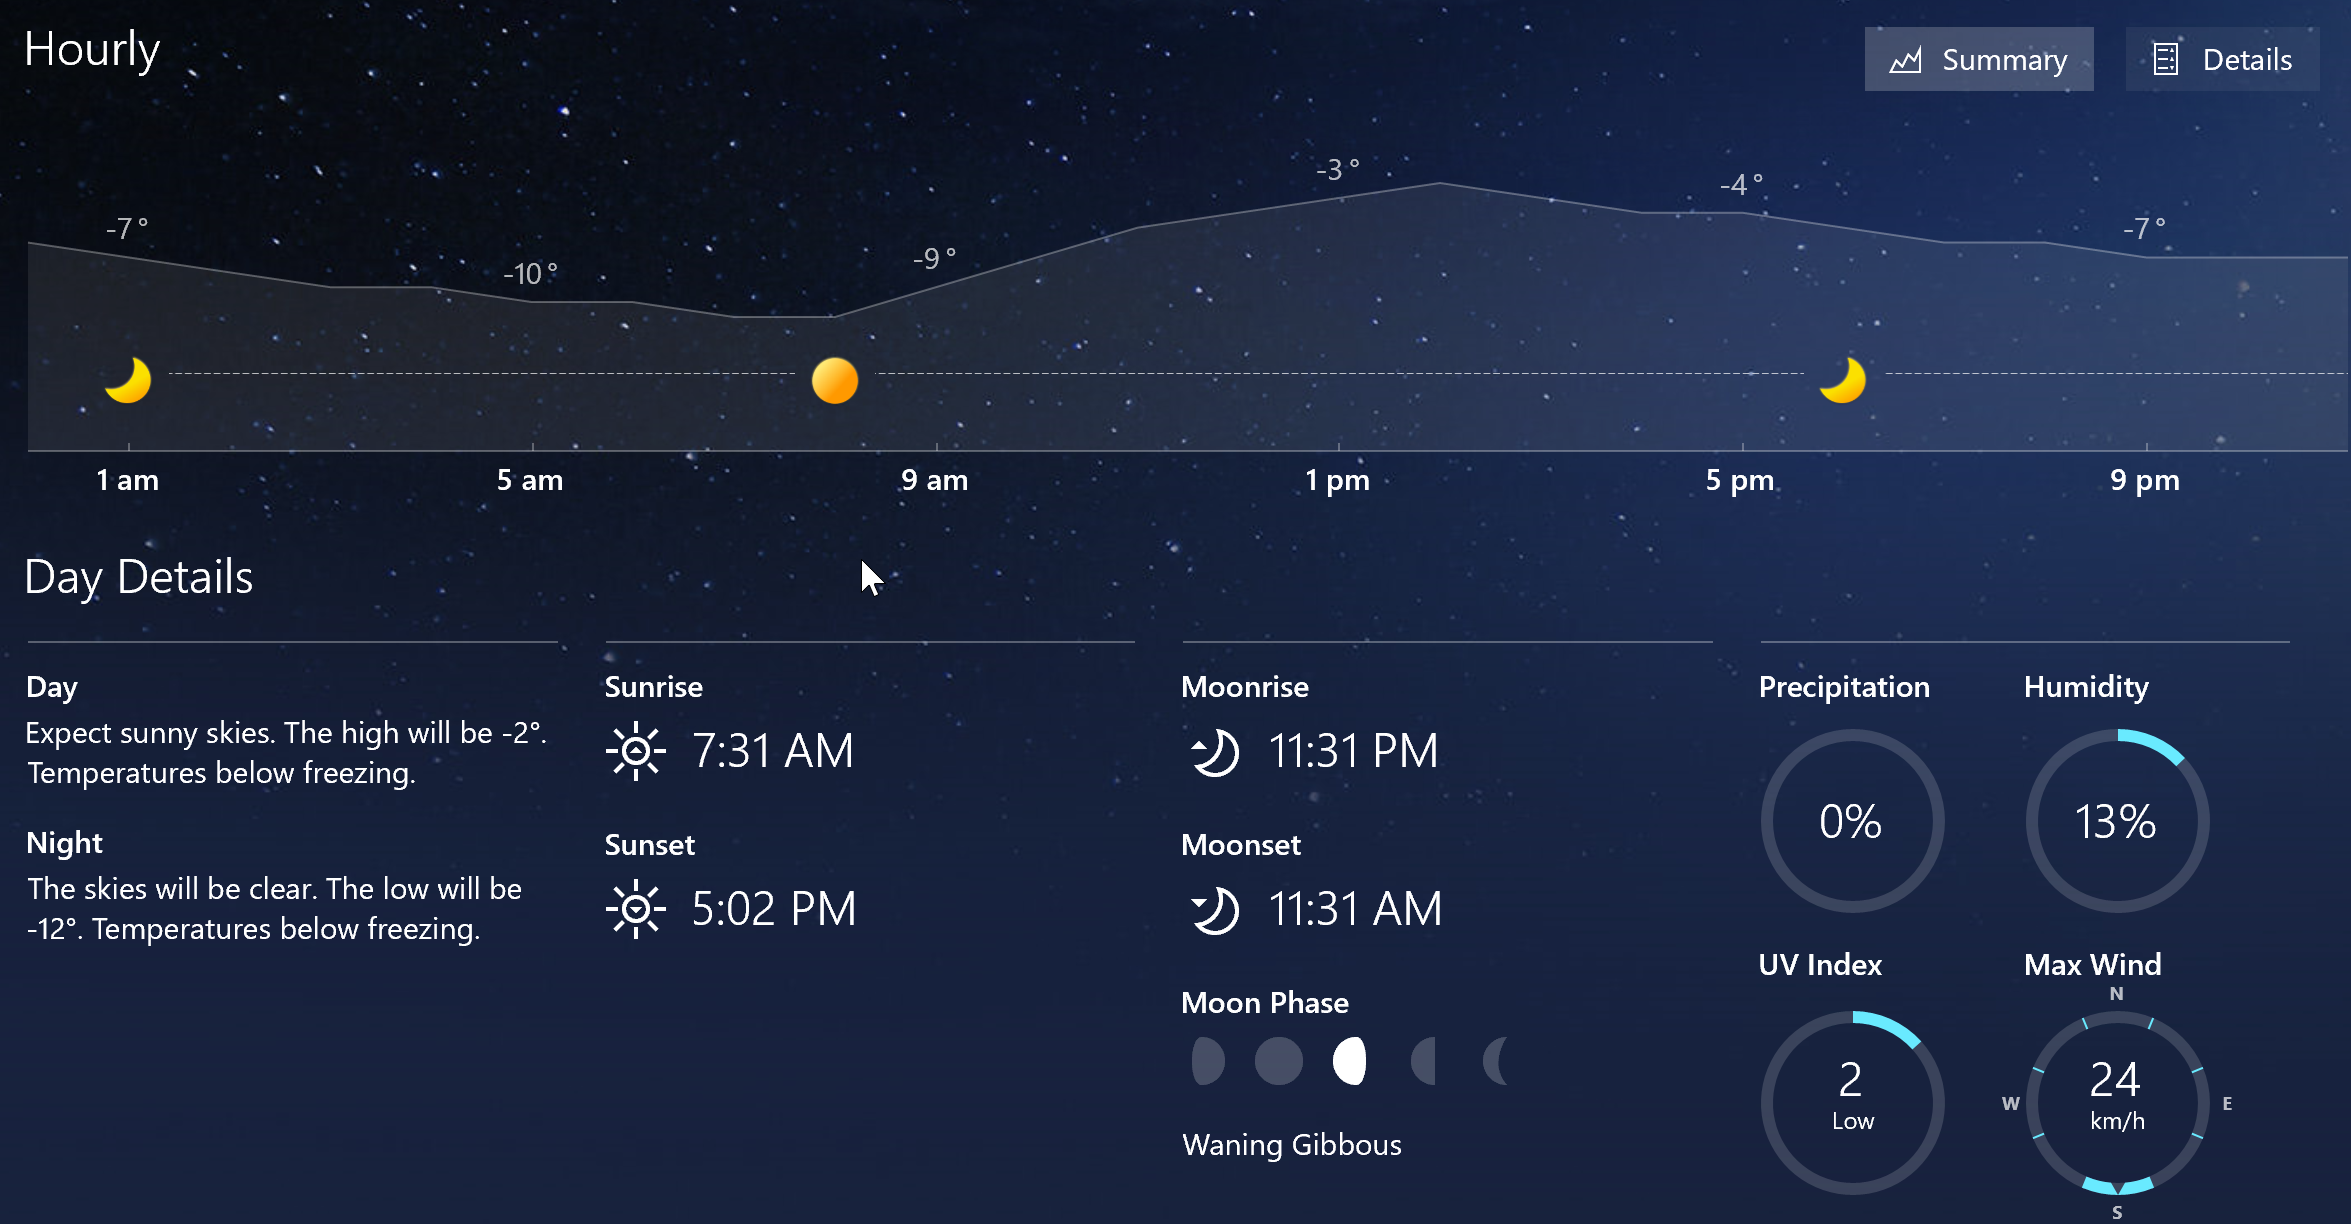 Hourly
Summary
Details
-7°
-10°
-9°
-3°
-4°
-7°
1 am
5 am
9 am
1 pm
5 pm
9 pm
Day Details
Day
Expect sunny skies. The high will be -2°.
Temperatures below freezing.
Night
The skies will be clear. The low will be
-12°. Temperatures below freezing.
Sunrise
7:31 AM
Sunset
5:02 PM
Moonrise
11:31 PM
Moonset
11:31 AM
Moon Phase
Waning Gibbous
Precipitation
0%
Humidity
13%
UV Index
2
Low
Max Wind
N
W
24
E
km/h
S